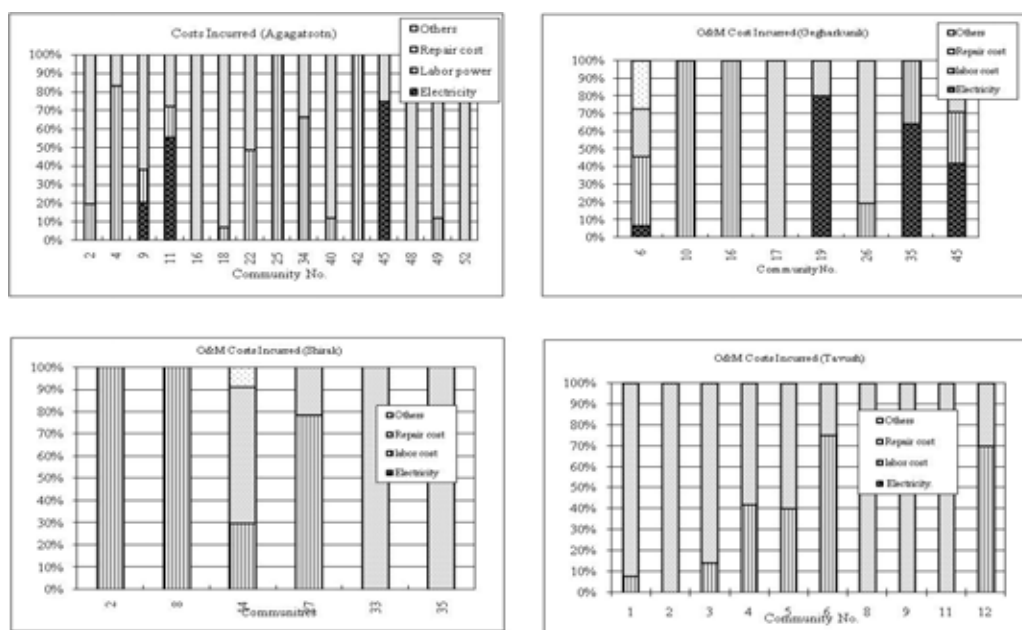 Costs Incurred (Agagatsotn)
Others
Repair cost
Labor power
Electricity
100%
90%
80%
70%
60%
50%
40%
30%
20%
10%
0%
2 4 9 11 16 18 22 25 34 40 42 45 48 49 52
Community No.
O&M Cost Incurred (Gegharkunik)
Others
Repair cost
labor cost
Electricity
100%
80%
70%
60%
50%
40%
30%
20%
10%
0%
6 10 16 17 19 26 35 45
Community No.
O&M Costs Incurred (Shirak)
Others
Repair cost
labor cost
Electricity
100%
90%
80%
70%
60%
50%
40%
30%
20%
10%
0%
2 8 33 35
Communities
O&M Costs Incurred (Tavush)
Others
Repair cost
labor cost
Electricity
100%
90%
80%
70%
60%
50%
40%
30%
20%
10%
0%
1 2 3 4 5 6 8 9 11 12
Community No.